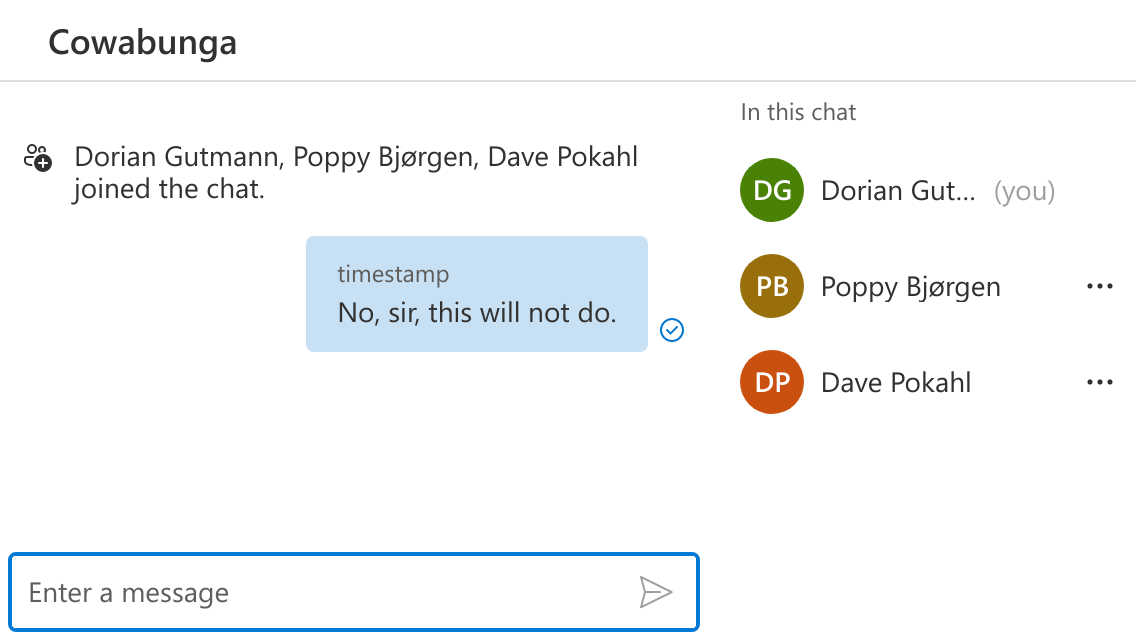 Cowabunga
Dorian Gutmann, Poppy Bjørgen, Dave Pokahl
joined the chat.
timestamp
No, sir, this will not do.
Enter a message
In this chat
DG Dorian Gut... (you)
PB Poppy Bjørgen
DP Dave Pokahl